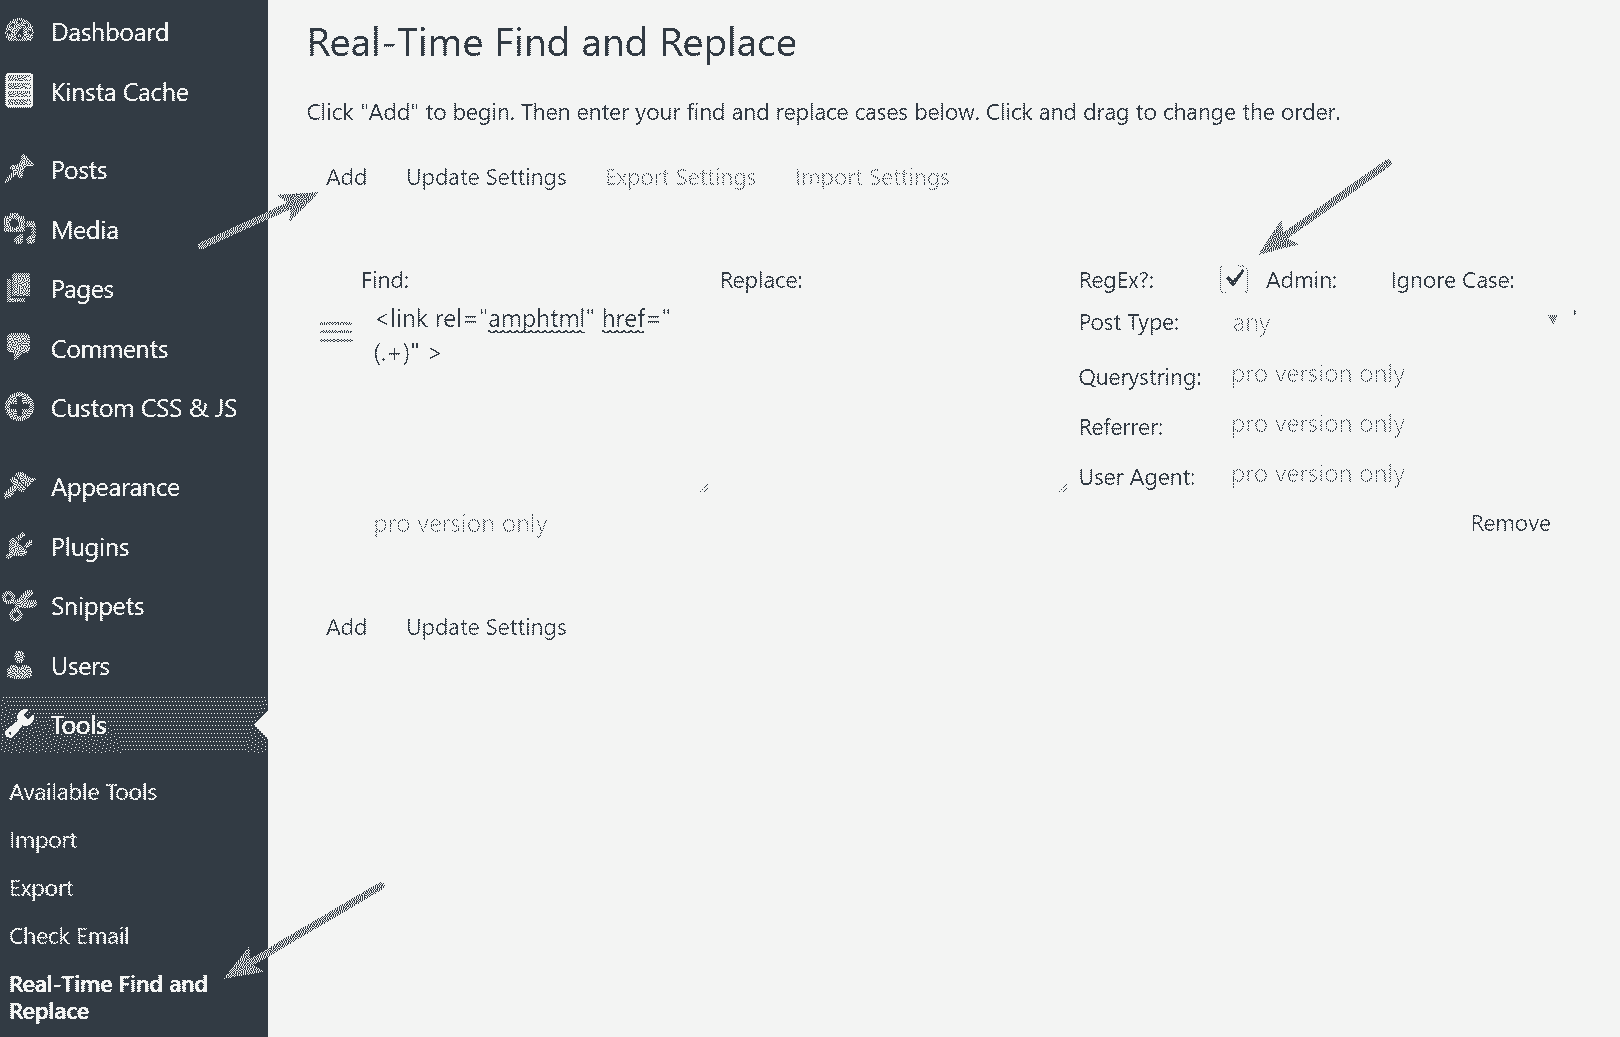 Dashboard
Kinsta Cache
Posts
Media
Pages
Comments
Custom CSS & JS
Appearance
Plugins
Snippets
Users
Tools
Available Tools
Import
Export
Check Email
Real-Time Find and
Replace
Real-Time Find and Replace
Click "Add" to begin. Then enter your find and replace cases below. Click and drag to change the order.
Add Update Settings Export Settings Import Settings
Find: Replace: RegEx?: Admin: Ignore Case:
<link rel="amphtml" href="
(.+)" >
Post Type: any
Querystring: pro version only
Referrer: pro version only
User Agent: pro version only
pro version only Remove
Add Update Settings